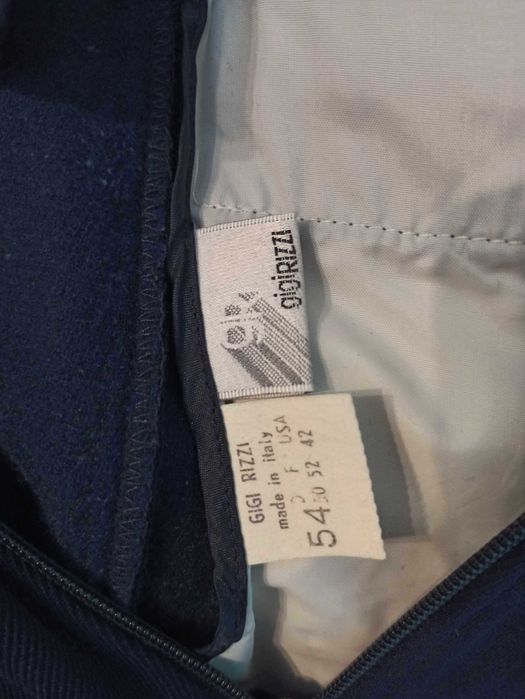 gigiRIZZI
GIGI RIZZI
made in italy
D F USA
54 50 52 42